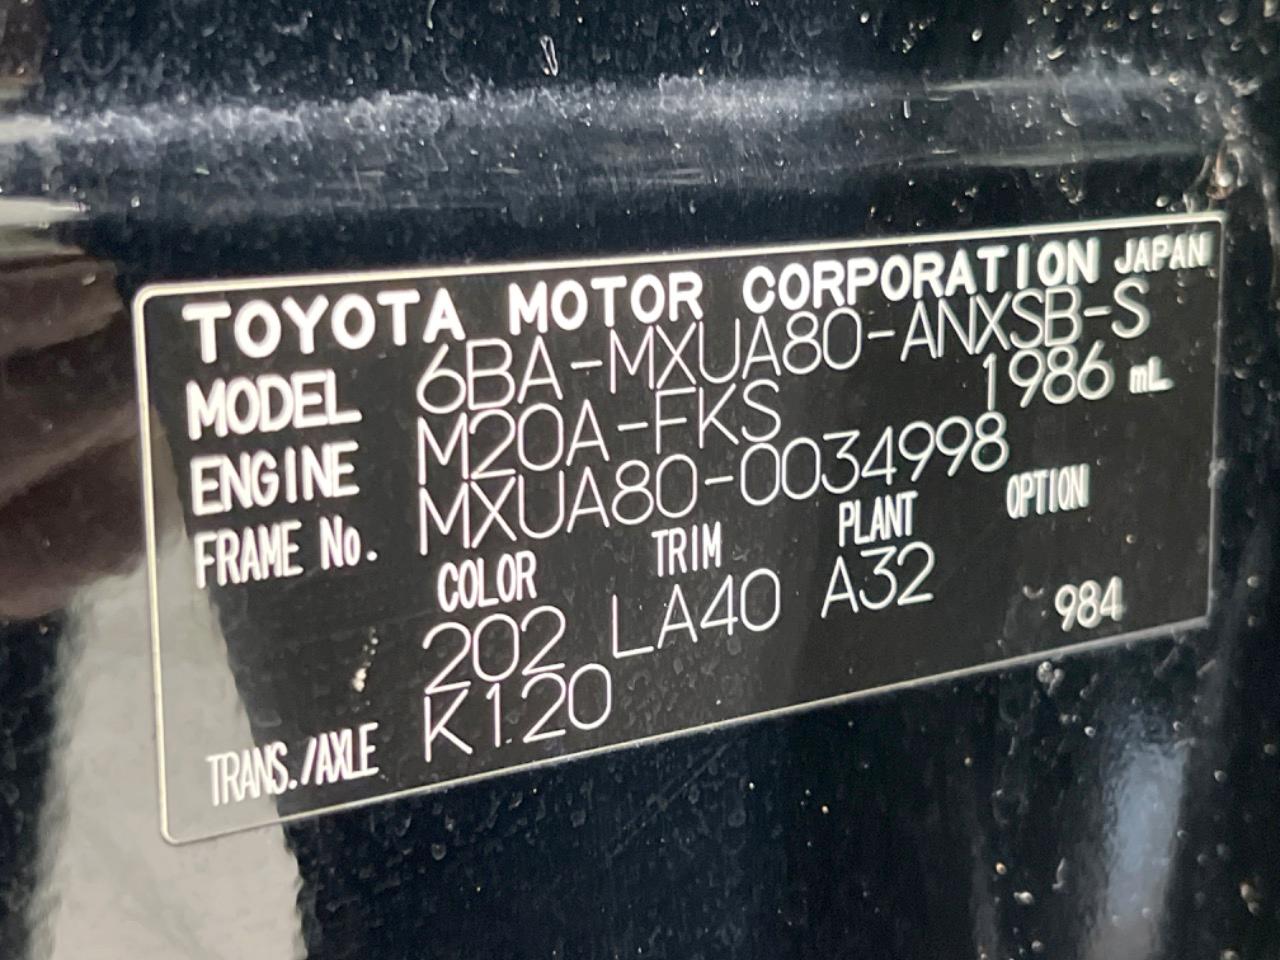 TOYOTA MOTOR CORPORATION JAPAN
MODEL 6BA-MXUA80-ANXSB-S
ENGINE M20A-FKS 1986 mL
FRAME No. MXUA80-0034998
COLOR TRIM PLANT OPTION
202 LA40 A32 984
TRANS./AXLE K120